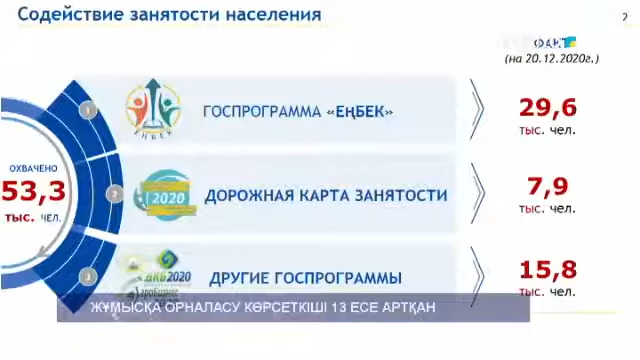 Содействие занятости населения
2
ФАКТ
(на 20.12.2020г.)
1
ЕҢБЕК
ГОСПРОГРАММА «ЕҢБЕК»
29,6
тыс. чел.
ОХВАЧЕНО
53,3
тыс. чел.
2
2020
ДОРОЖНАЯ КАРТА ЗАНЯТОСТИ
7,9
тыс. чел.
3
ДКБ2020
ДРУГИЕ ГОСПРОГРАММЫ
15,8
тыс. чел.
ЖҰМЫСҚА ОРНАЛАСУ КӨРСЕТКІШІ 13 ЕСЕ АРТҚАН